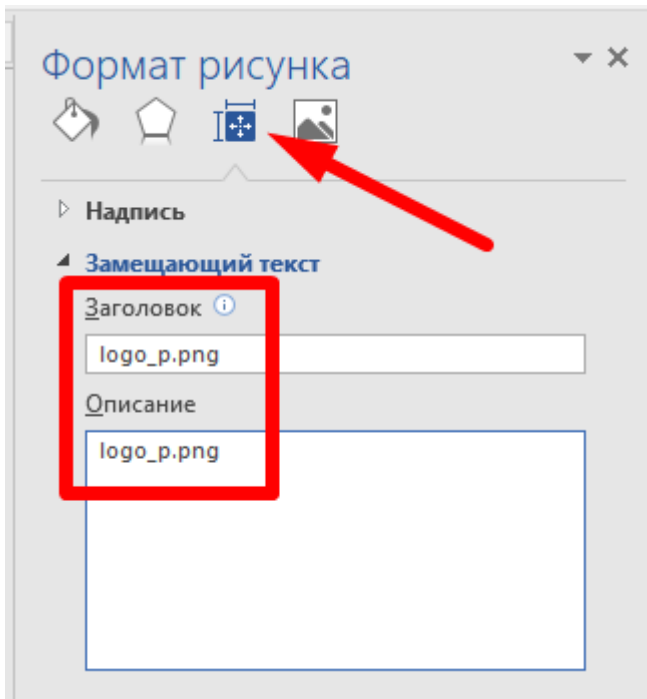 Формат рисунка
Надпись
Замещающий текст
Заголовок
logo_p.png
Описание
logo_p.png